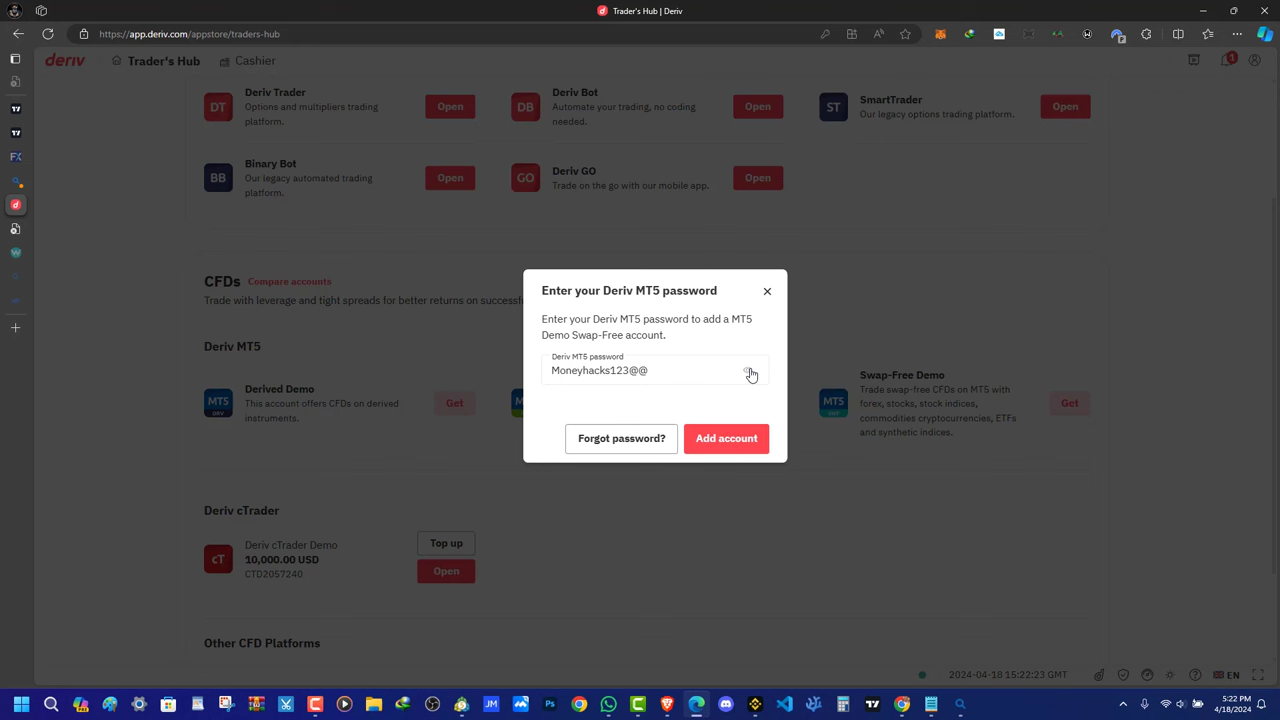 Trader's Hub | Deriv
https://app.deriv.com/appstore/traders-hub
deriv
Trader's Hub
Cashier
1
DT
Deriv Trader
Options and multipliers trading
platform.
Open
DB
Deriv Bot
Automate your trading, no coding
needed.
Open
ST
SmartTrader
Our legacy options trading platform.
Open
BB
Binary Bot
Our legacy automated trading
platform.
Open
GO
Deriv GO
Trade on the go with our mobile app.
Open
CFDs
Compare accounts
Trade with leverage and tight spreads for better returns on successf
Deriv MT5
MT5
DRV
Derived Demo
This account offers CFDs on derived
instruments.
Get
MT5
Swap-Free Demo
Trade swap-free CFDs on MT5 with
forex, stocks, stock indices,
commodities cryptocurrencies, ETFs
and synthetic indices.
Get
Enter your Deriv MT5 password
Enter your Deriv MT5 password to add a MT5
Demo Swap-Free account.
Deriv MT5 password
Moneyhacks123@@
Forgot password?
Add account
Deriv cTrader
cT
Deriv cTrader Demo
10,000.00 USD
CTD2057240
Top up
Open
Other CFD Platforms
2024-04-18 15:22:23 GMT
EN
5:22 PM
4/18/2024